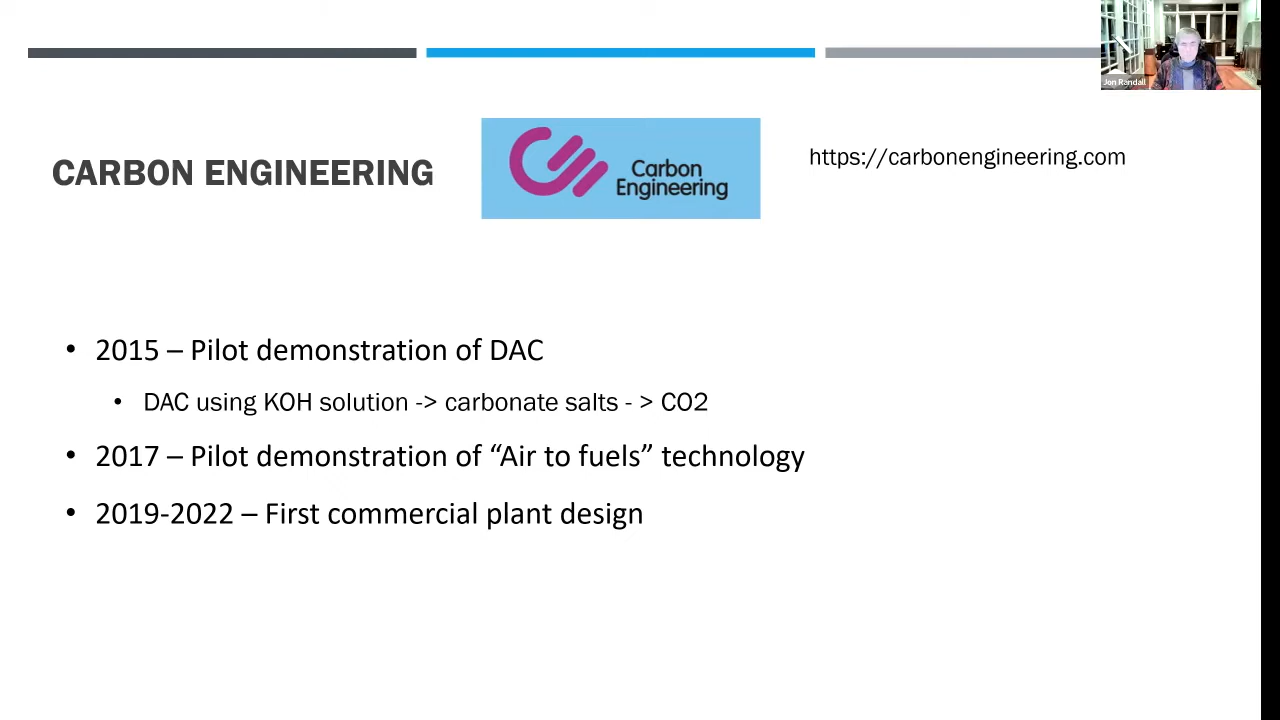 Jon Randall
CARBON ENGINEERING
Carbon
Engineering
https://carbonengineering.com
• 2015 – Pilot demonstration of DAC
• DAC using KOH solution -> carbonate salts - > CO2
• 2017 – Pilot demonstration of “Air to fuels” technology
• 2019-2022 – First commercial plant design